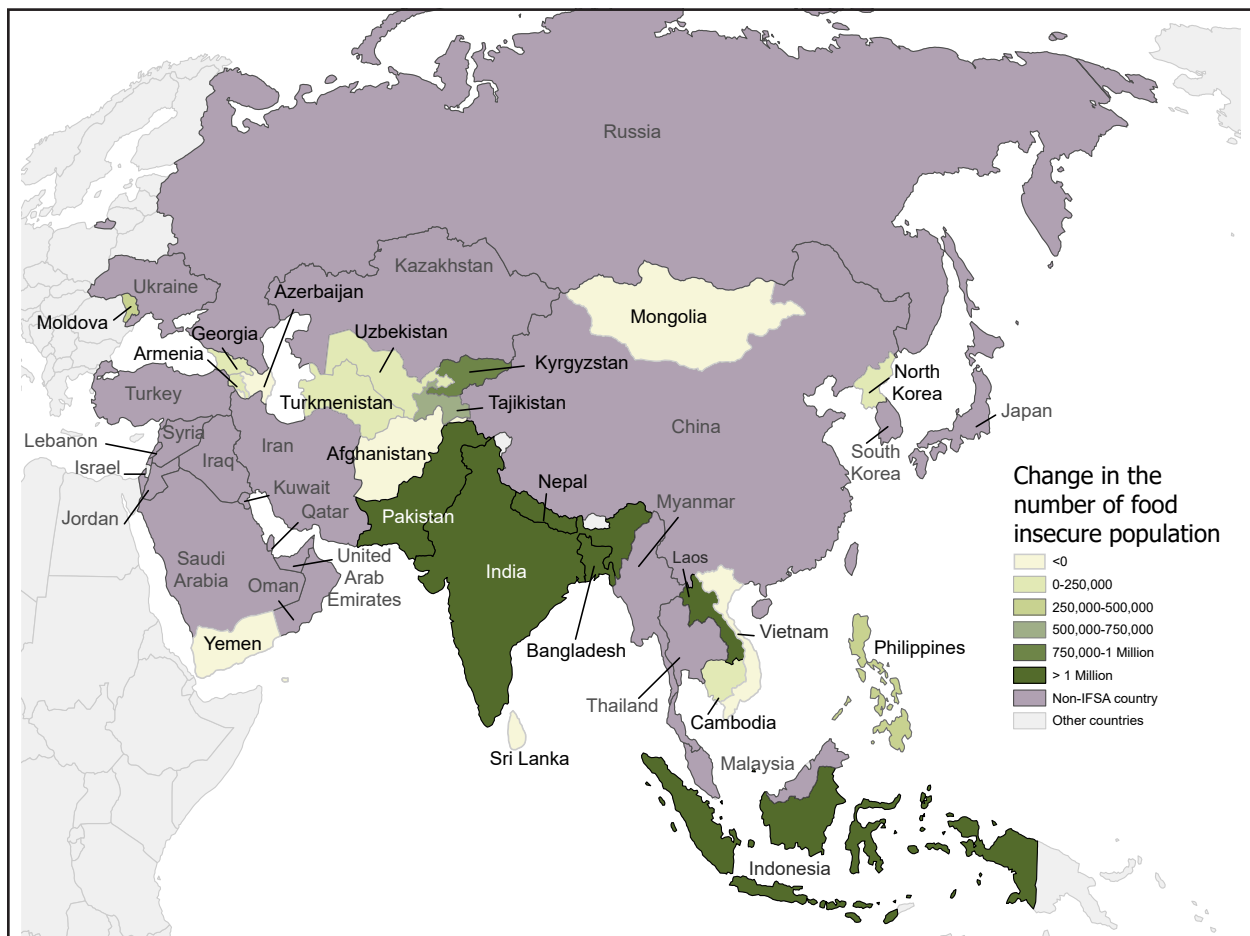 Russia
Kazakhstan
Ukraine
Azerbaijan
Moldova
Georgia
Uzbekistan
Mongolia
Armenia
Kyrgyzstan
North
Korea
Turkey
Turkmenistan
Tajikistan
Japan
China
Lebanon
Syria
Iran
Afghanistan
South
Korea
Israel
Iraq
Kuwait
Nepal
Myanmar
Jordan
Qatar
Pakistan
Saudi
Arabia
United
Arab
Emirates
Oman
India
Laos
Yemen
Bangladesh
Vietnam
Philippines
Thailand
Cambodia
Sri Lanka
Malaysia
Indonesia
Change in the
number of food
insecure population
<0
0-250,000
250,000-500,000
500,000-750,000
750,000-1 Million
> 1 Million
Non-IFSA country
Other countries